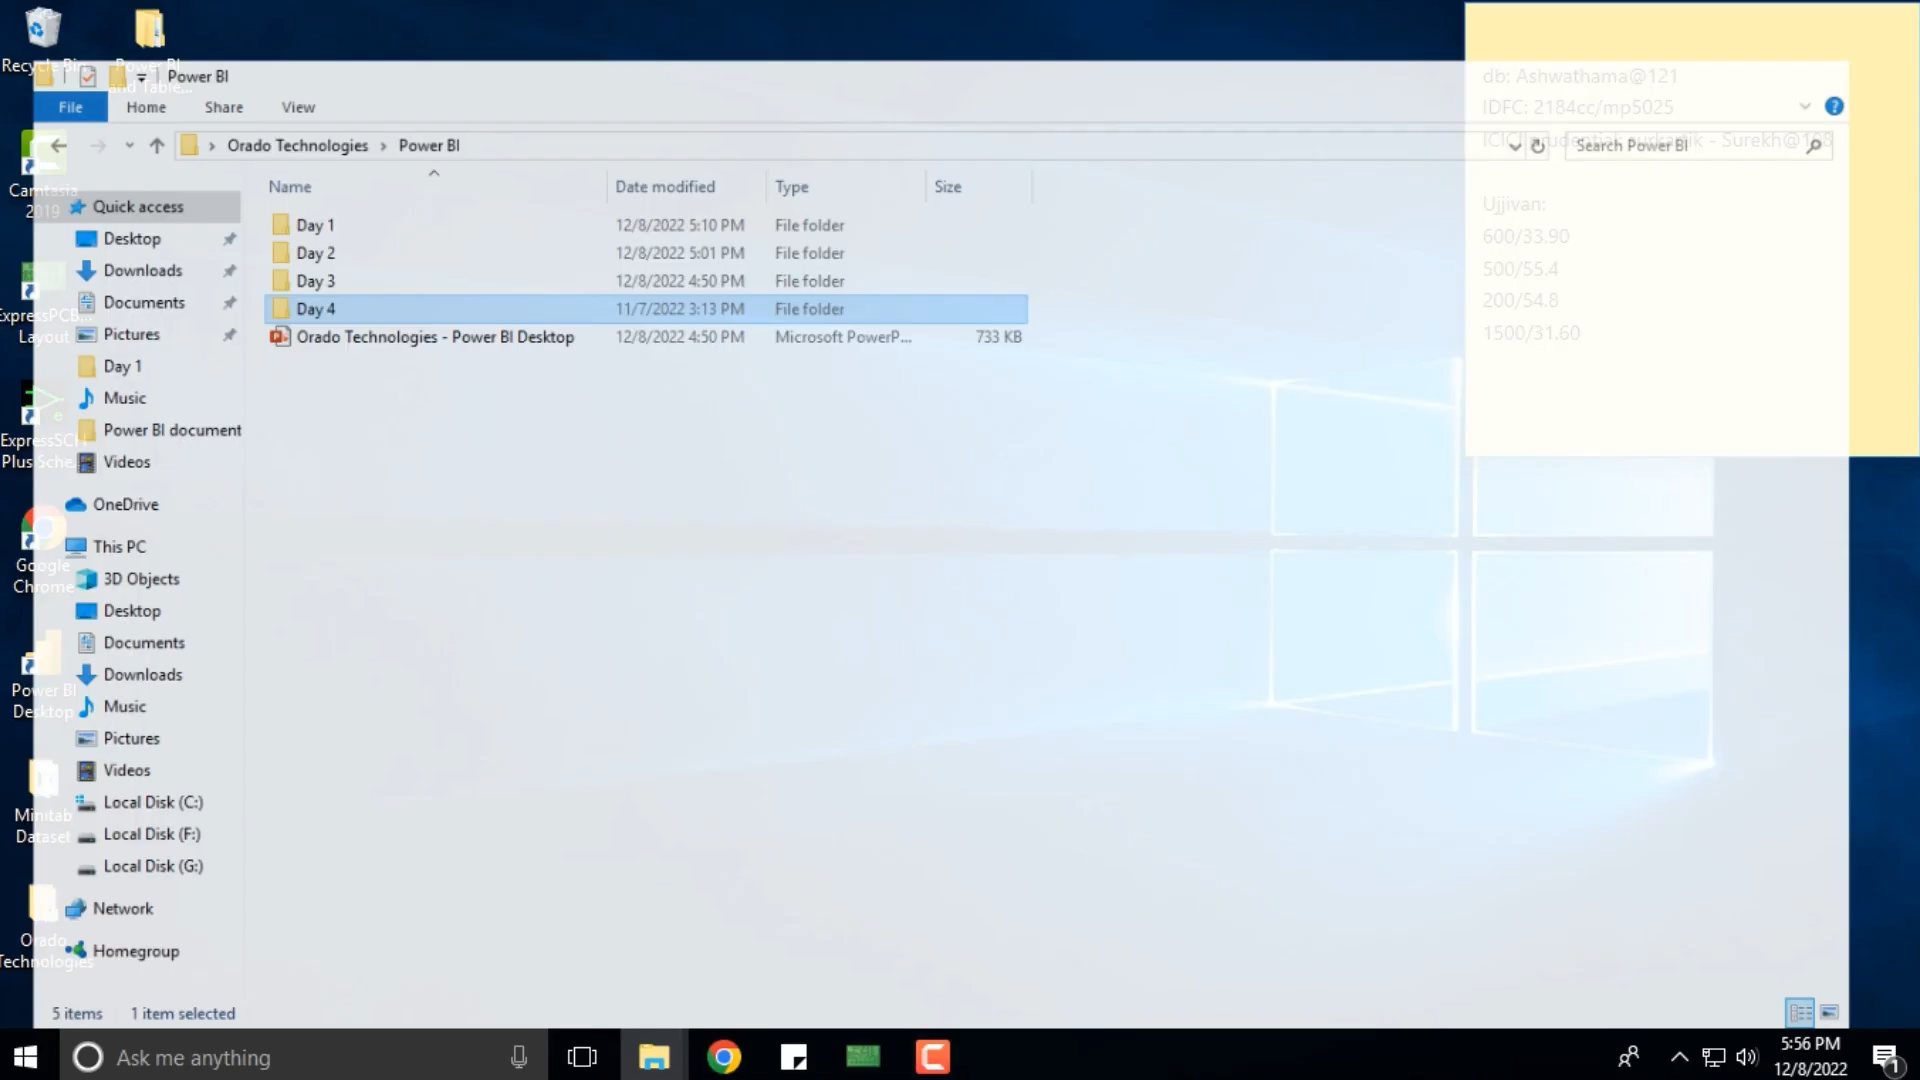 Recycle Bin
Power BI
and Table...
Power BI
File
Home
Share
View
Orado Technologies > Power BI
Search Power BI
Name
Date modified
Type
Size
Day 1 12/8/2022 5:10 PM File folder
Day 2 12/8/2022 5:01 PM File folder
Day 3 12/8/2022 4:50 PM File folder
Day 4 11/7/2022 3:13 PM File folder
Orado Technologies - Power BI Desktop 12/8/2022 4:50 PM Microsoft PowerP... 733 KB
Quick access
Desktop
Downloads
Documents
Pictures
Day 1
Music
Power BI document
Videos
OneDrive
This PC
3D Objects
Desktop
Documents
Downloads
Music
Pictures
Videos
Local Disk (C:)
Local Disk (F:)
Local Disk (G:)
Network
Homegroup
5 items
1 item selected
Camtasia
2019
ExpressPCB...
Layout
ExpressSCH
Plus Sche...
Google
Chrome
Power BI
Desktop
Minitab
Dataset
Orado
Technologies
db: Ashwathama@121
IDFC: 2184cc/mp5025
- Surekh@108
Ujjivan:
600/33.90
500/55.4
200/54.8
1500/31.60
Ask me anything
5:56 PM
12/8/2022
1